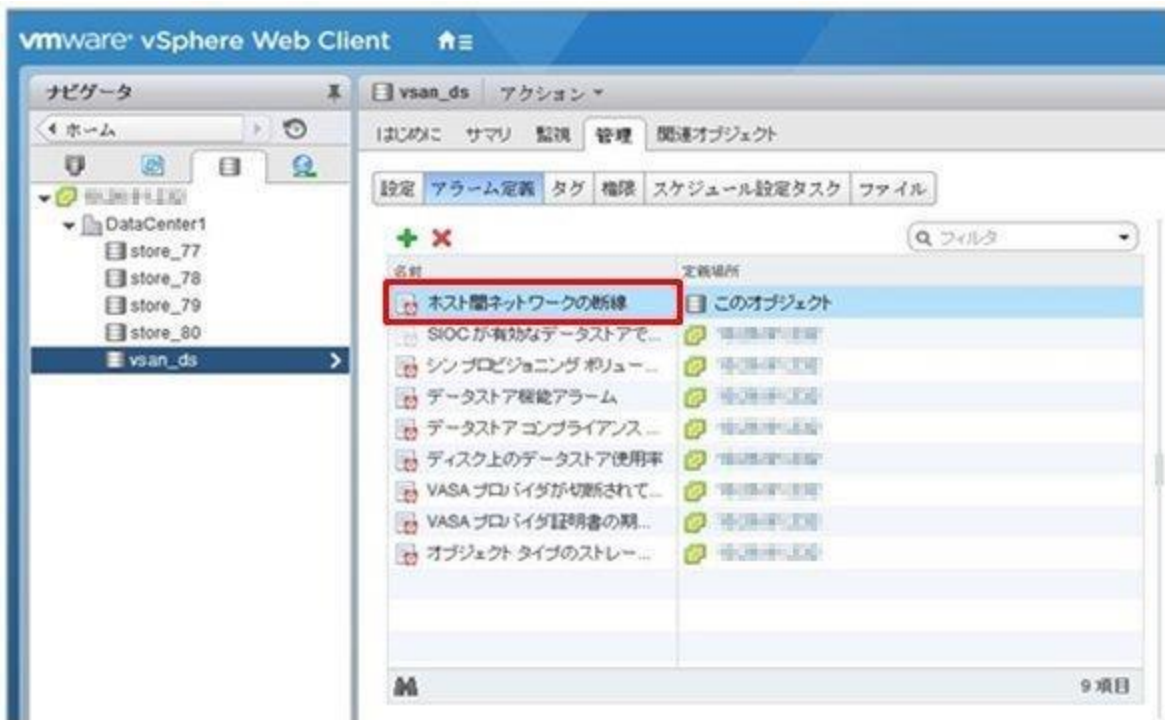 vmware® vSphere Web Client
ナビゲータ
vsan_ds アクション
ホーム
はじめに サマリ 監視 管理 関連オブジェクト
設定 アラーム定義 タグ 権限 スケジュール設定タスク ファイル
DataCenter1
store_77
store_78
store_79
store_80
vsan_ds
フィルタ
名前 定義場所
ホスト間ネットワークの断線 このオブジェクト
SIOC が有効なデータストアで...
シン プロビジョニング ボリュー...
データストア機能アラーム
データストア コンプライアンス ...
ディスク上のデータストア使用率
VASA プロバイダが切断されて...
VASA プロバイダ証明書の期...
オブジェクト タイプのストレー...
9 項目